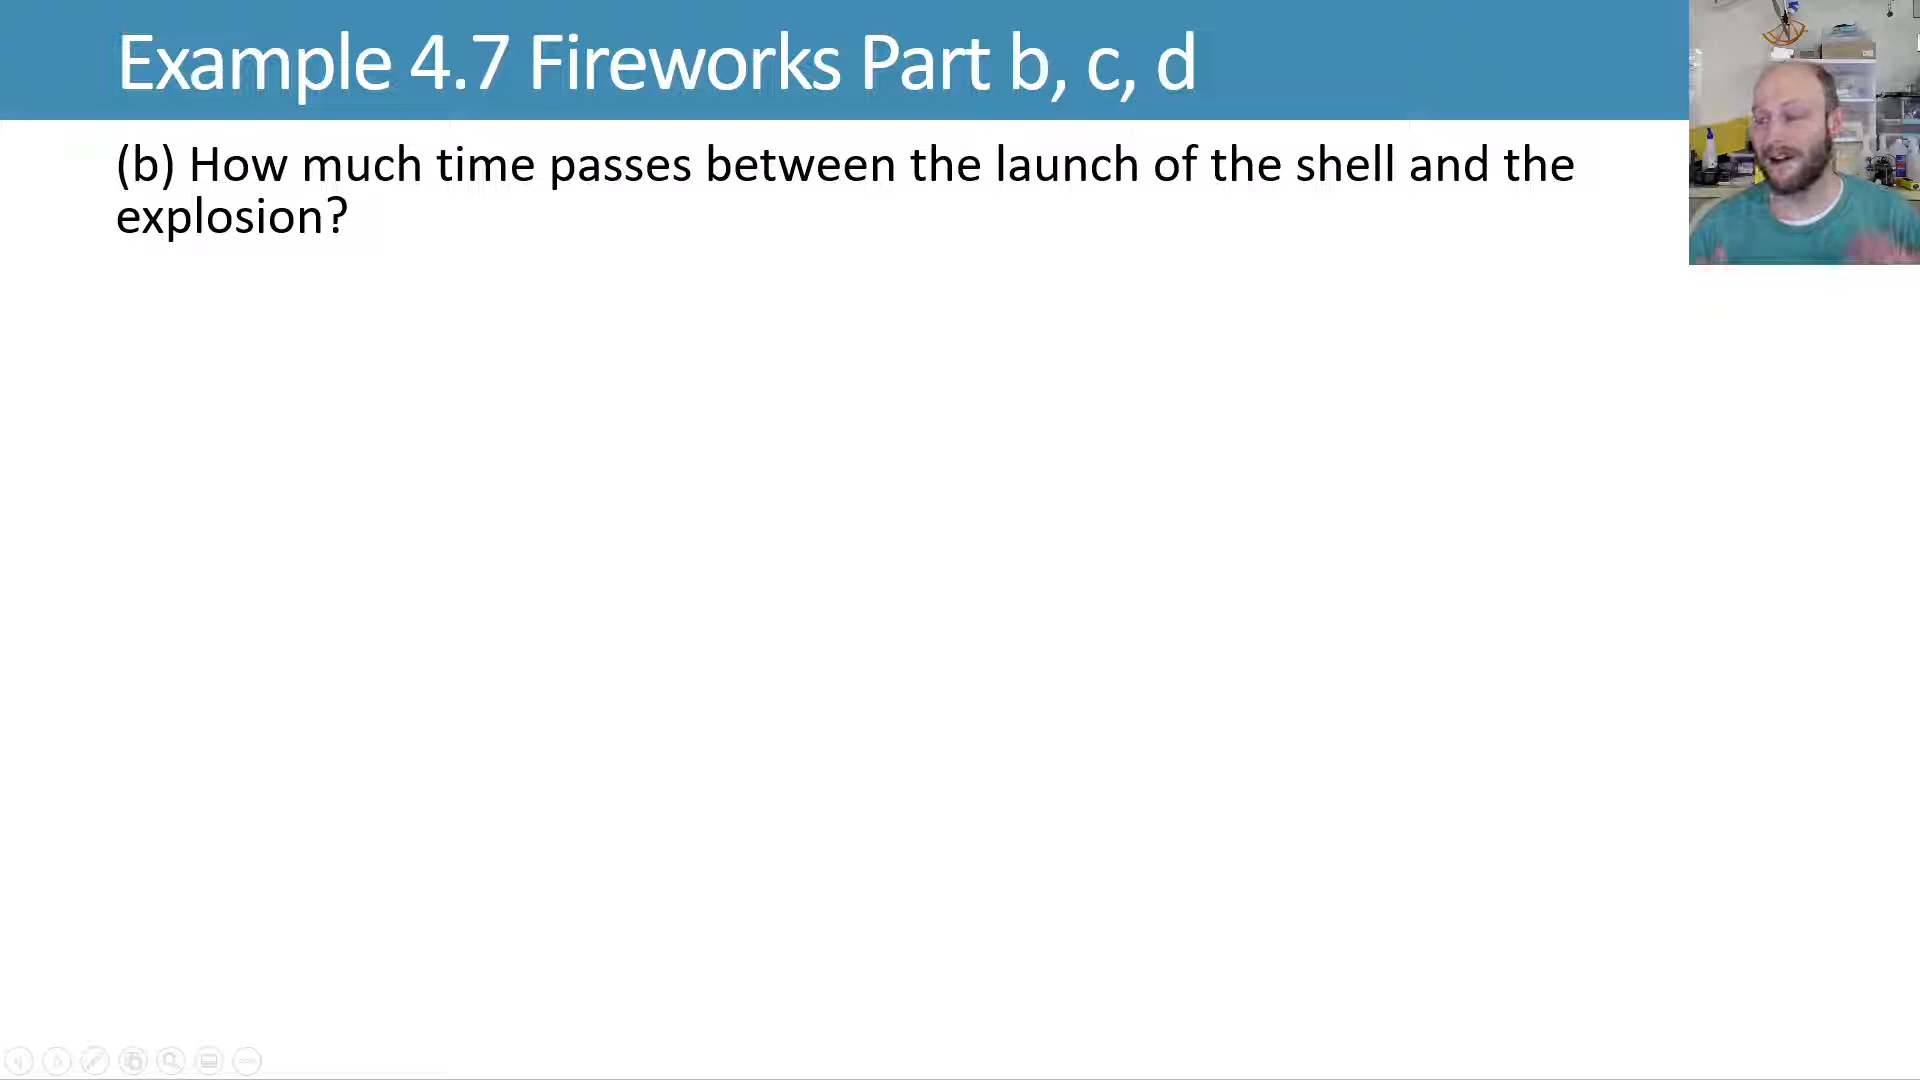 Example 4.7 Fireworks Part b, c, d
(b) How much time passes between the launch of the shell and the
explosion?